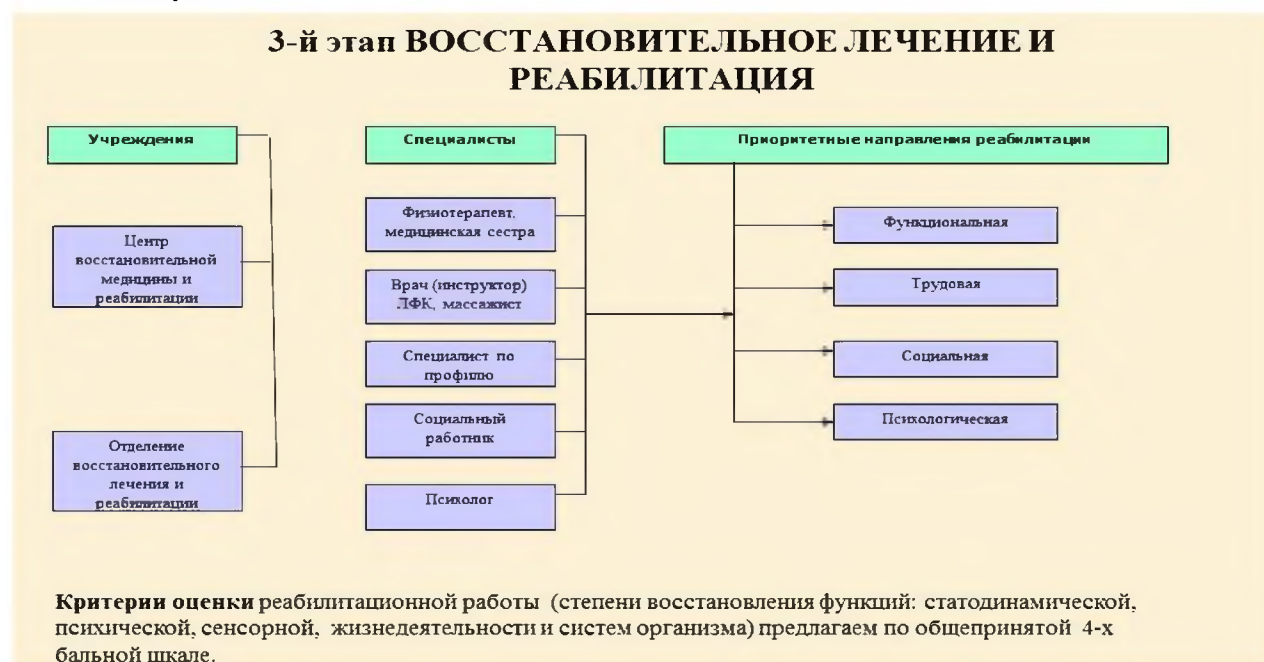 3-й этап ВОССТАНОВИТЕЛЬНОЕ ЛЕЧЕНИЕ И
РЕАБИЛИТАЦИЯ
Учреждения
Центр
восстановительной
медицины и
реабилитации
Отделение
восстановительного
лечения и
реабилитации
Специалисты
Физиотерапевт,
медицинская сестра
Врач (инструктор)
ЛФК, массажист
Специалист по
профилю
Социальный
работник
Психолог
Приоритетные направления реабилитации
Функциональная
Трудовая
Социальная
Психологическая
Критерии оценки реабилитационной работы (степени восстановления функций: статодинамической,
психической, сенсорной, жизнедеятельности и систем организма) предлагаем по общепринятой 4-х
бальной шкале.